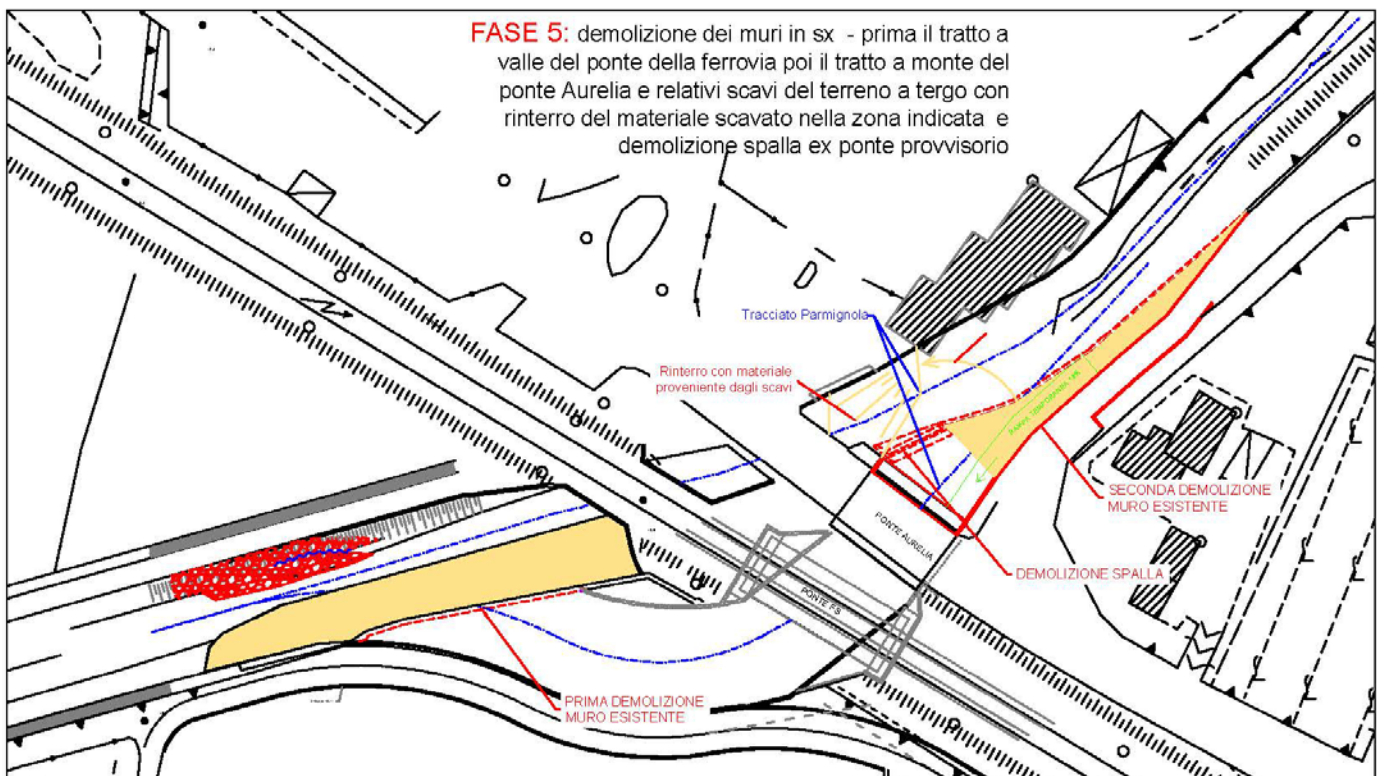 FASE 5: demolizione dei muri in sx - prima il tratto a
valle del ponte della ferrovia poi il tratto a monte del
ponte Aurelia e relativi scavi del terreno a tergo con
rinterro del materiale scavato nella zona indicata e
demolizione spalla ex ponte provvisorio
Tracciato Parmignola
Rinterro con materiale
proveniente dagli scavi
SECONDA DEMOLIZIONE
MURO ESISTENTE
PONTE AURELIA
DEMOLIZIONE SPALLA
PONTE FS
PRIMA DEMOLIZIONE
MURO ESISTENTE